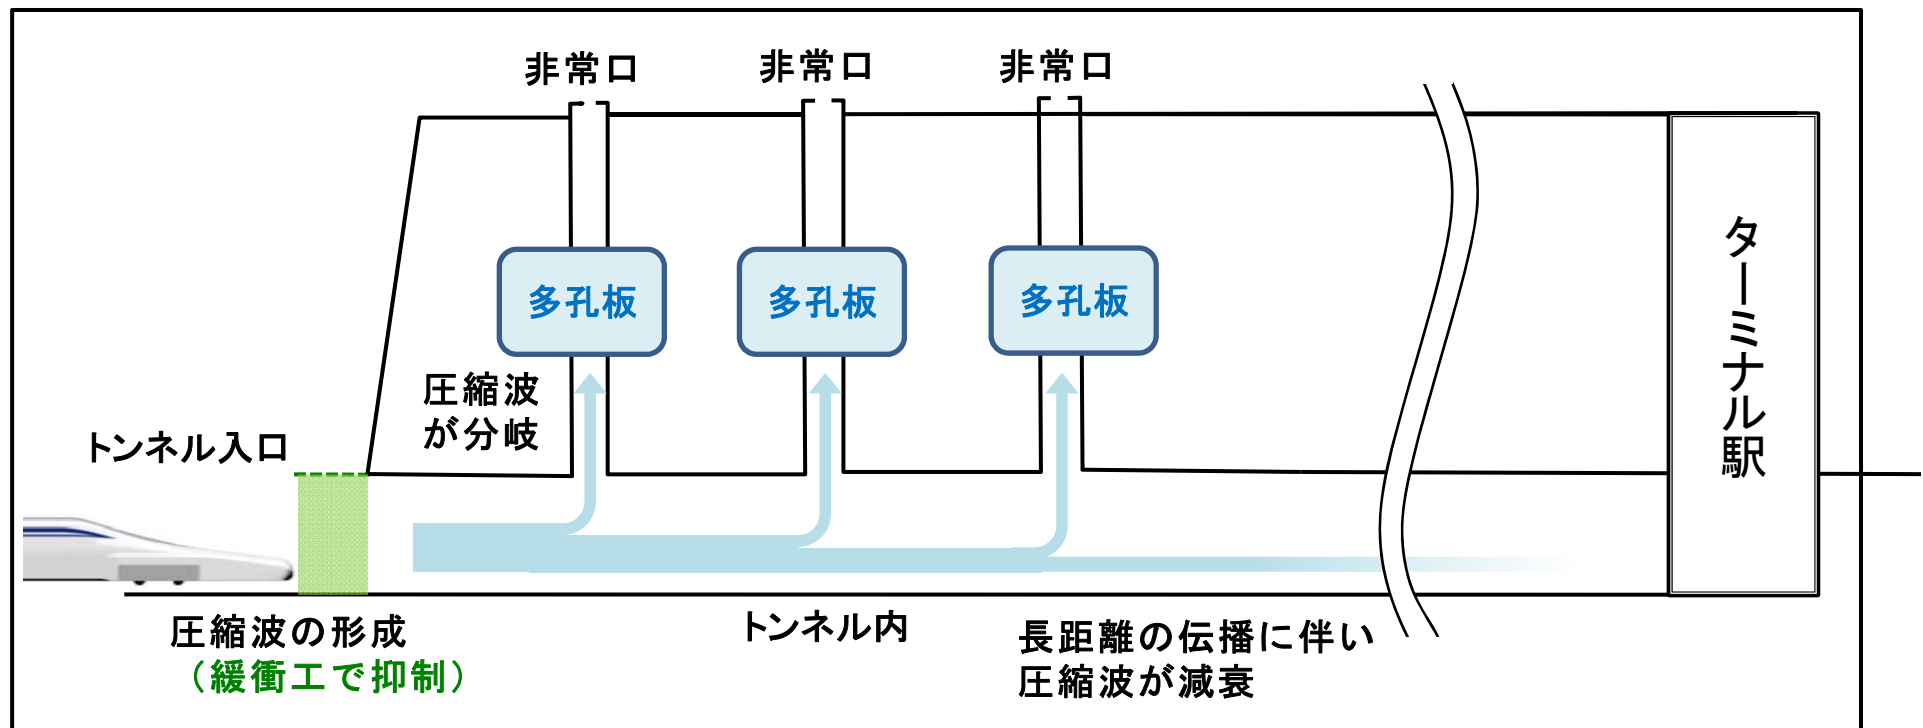 非常口
非常口
非常口
多孔板
多孔板
多孔板
ターミナル駅
圧縮波
が分岐
トンネル入口
圧縮波の形成
（緩衝工で抑制）
トンネル内
長距離の伝播に伴い
圧縮波が減衰